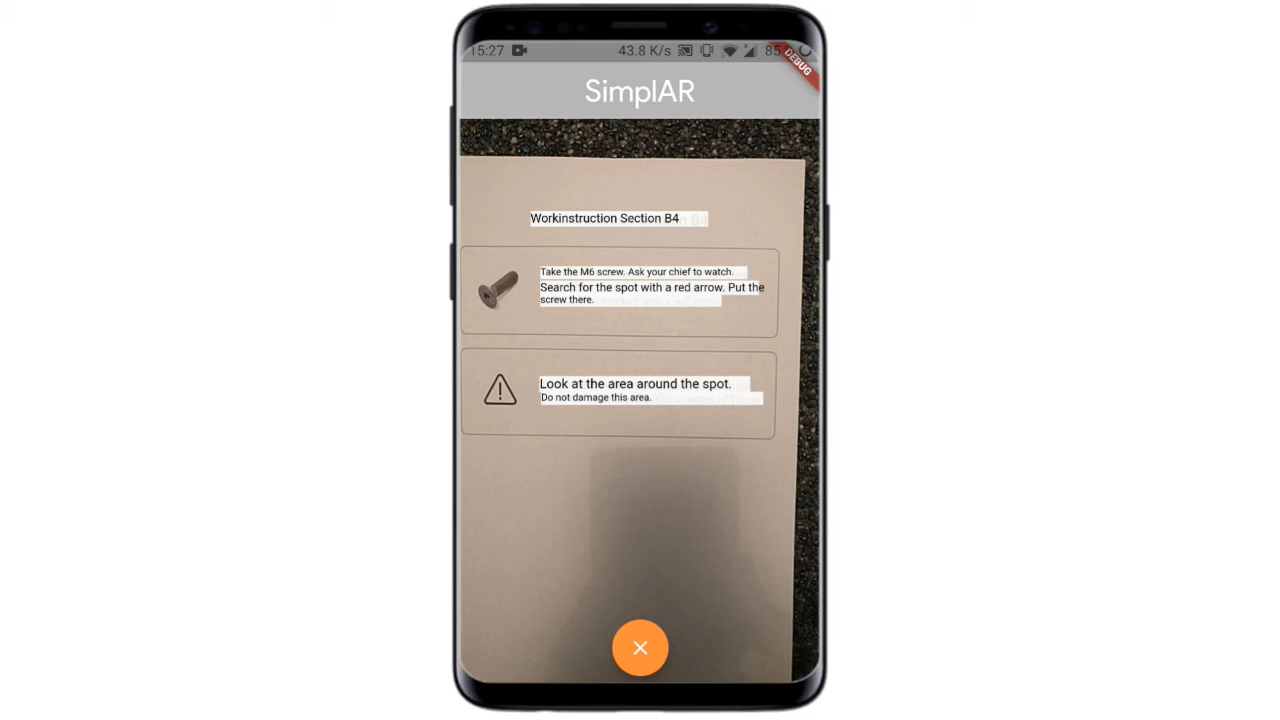 15:27
43.8 K/s
DEBUG
SimplAR
Workinstruction Section B4
Take the M6 screw. Ask your chief to watch.
Search for the spot with a red arrow. Put the
screw there.
Look at the area around the spot.
Do not damage this area.